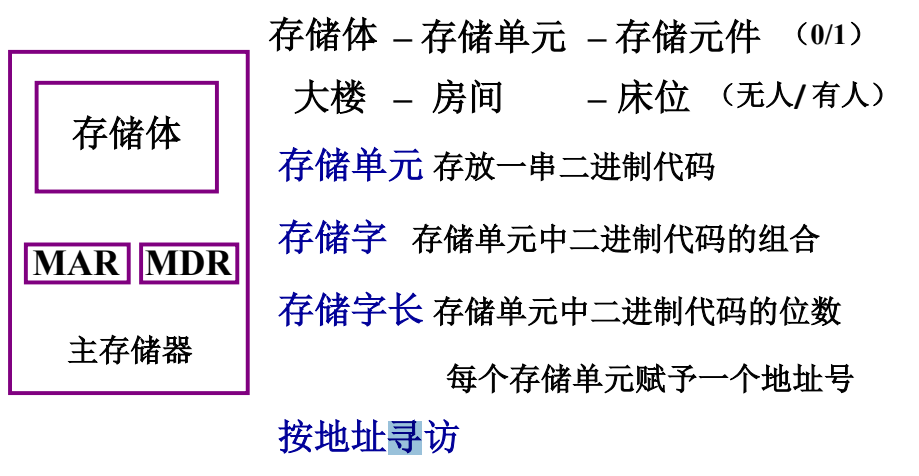 存储体 – 存储单元 – 存储元件 （0/1）
大楼 – 房间 – 床位 （无人/有人）
存储体
存储单元 存放一串二进制代码
存储字 存储单元中二进制代码的组合
MAR MDR
存储字长 存储单元中二进制代码的位数
主存储器
每个存储单元赋予一个地址号
按地址寻访